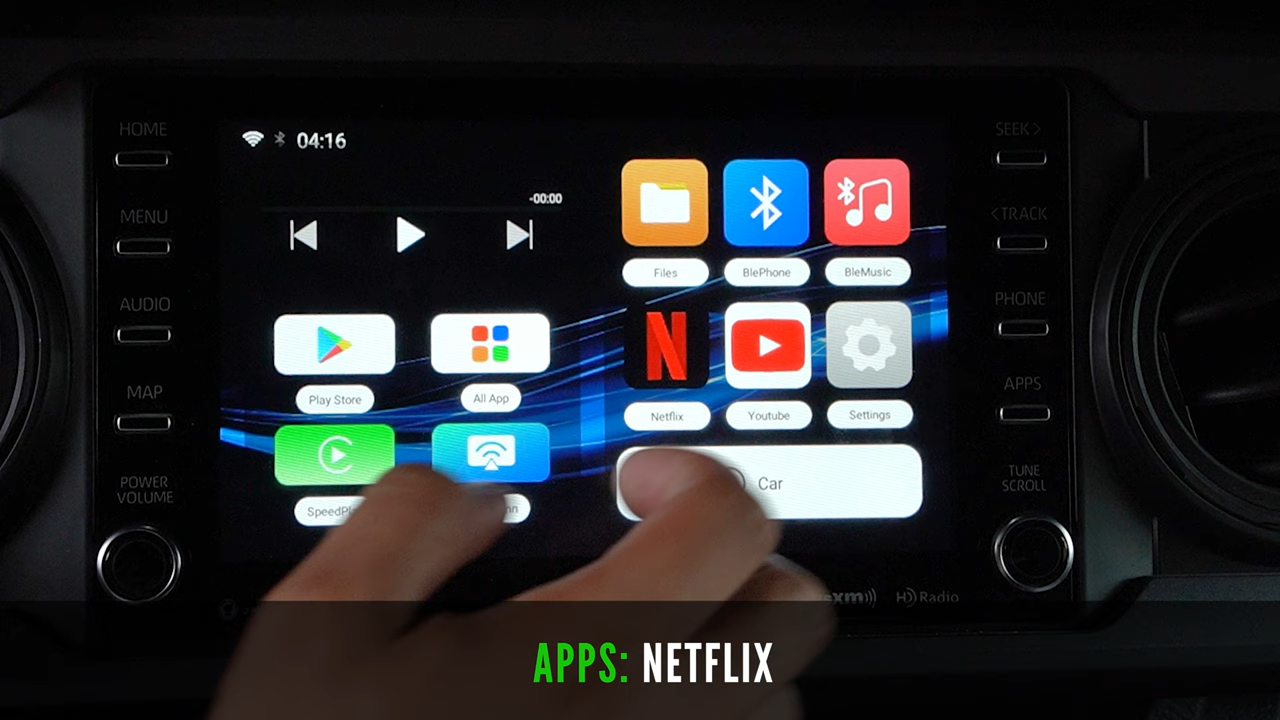 HOME
MENU
AUDIO
MAP
POWER
VOLUME
04:16
-00:00
Play Store
All App
Files
BlePhone
BleMusic
Netflix
Youtube
Settings
Car
SEEK>
<TRACK
PHONE
APPS
TUNE
SCROLL
HD Radio
APPS: NETFLIX